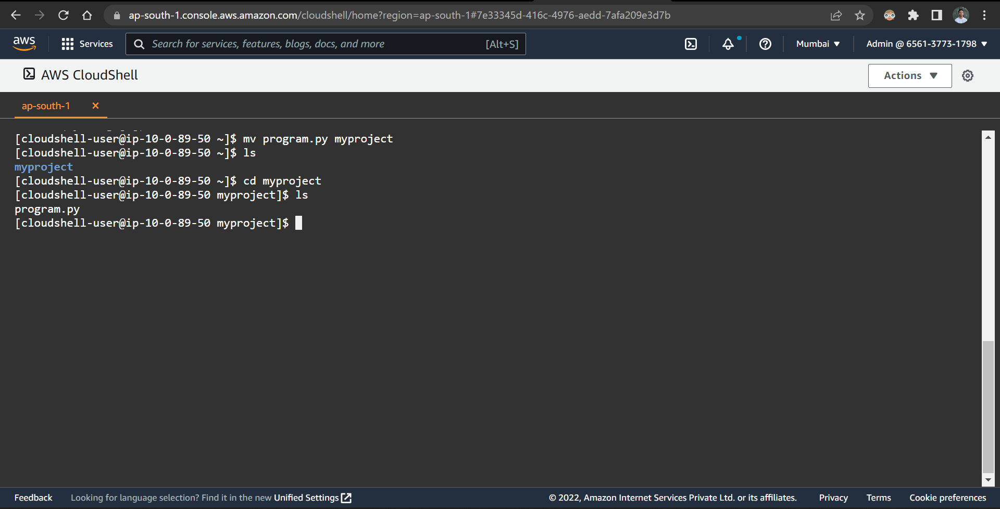 ap-south-1.console.aws.amazon.com/cloudshell/home?region=ap-south-1#7e33345d-416c-4976-aedd-7afa209e3d7b
aws Services Search for services, features, blogs, docs, and more [Alt+S] Mumbai ▼ Admin @ 6561-3773-1798 ▼
AWS CloudShell Actions ▼
ap-south-1 ×
[cloudshell-user@ip-10-0-89-50 ~]$ mv program.py myproject
[cloudshell-user@ip-10-0-89-50 ~]$ ls
myproject
[cloudshell-user@ip-10-0-89-50 ~]$ cd myproject
[cloudshell-user@ip-10-0-89-50 myproject]$ ls
program.py
[cloudshell-user@ip-10-0-89-50 myproject]$
Feedback Looking for language selection? Find it in the new Unified Settings © 2022, Amazon Internet Services Private Ltd. or its affiliates. Privacy Terms Cookie preferences